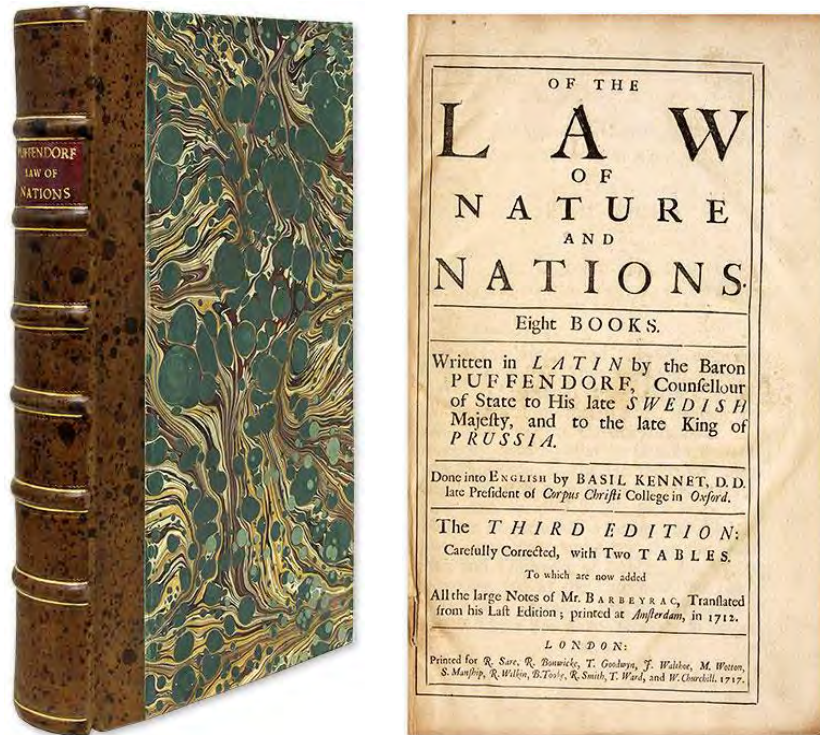 PUFFENDORF
LAW OF
NATIONS
OF THE
LAW
OF
NATURE
AND
NATIONS.
Eight BOOKS.
Written in LATIN by the Baron
PUFFENDORF, Counſellour
of State to His late SWEDISH
Majeſty, and to the late King of
PRUSSIA.
Done into ENGLISH by BASIL KENNET, D. D.
late Preſident of Corpus Chriſti College in Oxford.
The THIRD EDITION:
Carefully Corrected, with Two TABLES.
To which are now added
All the large Notes of Mr. BARBEYRAC, Tranſlated
from his Laſt Edition; printed at Amſterdam, in 1712.
LONDON:
Printed for R. Sare, R. Bonwicke, T. Goodwyn, J. Walthoe, M. Wotton,
S. Manſhip, R. Wilkin, B. Tooke, R. Smith, T. Ward, and W. Churchill. 1717.